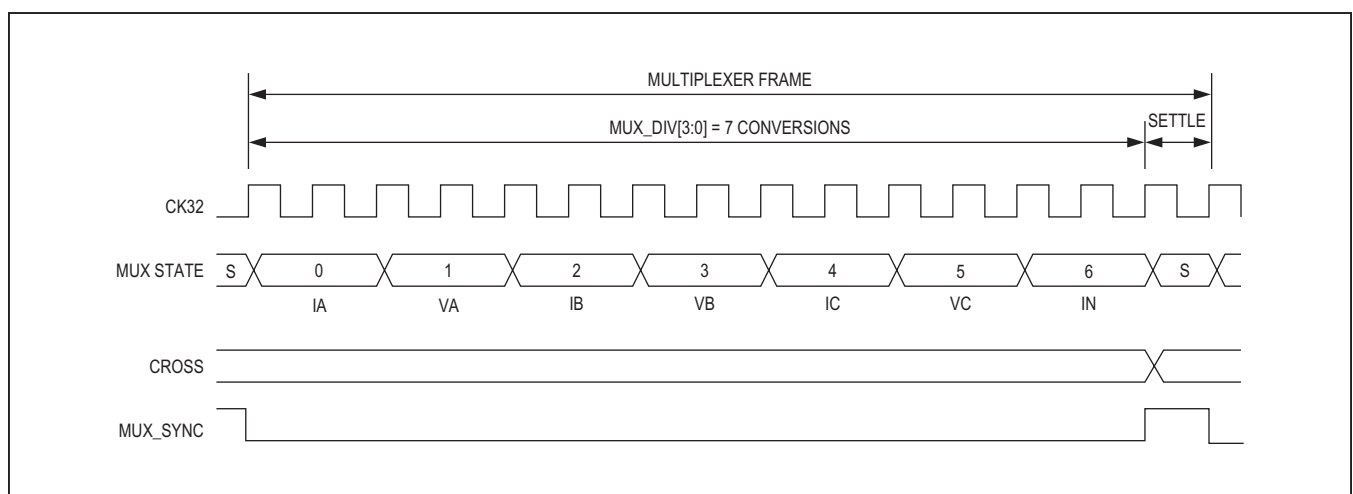 MULTIPLEXER FRAME
MUX_DIV[3:0] = 7 CONVERSIONS
SETTLE
CK32
MUX STATE S 0 1 2 3 4 5 6 S
IA VA IB VB IC VC IN
CROSS
MUX_SYNC